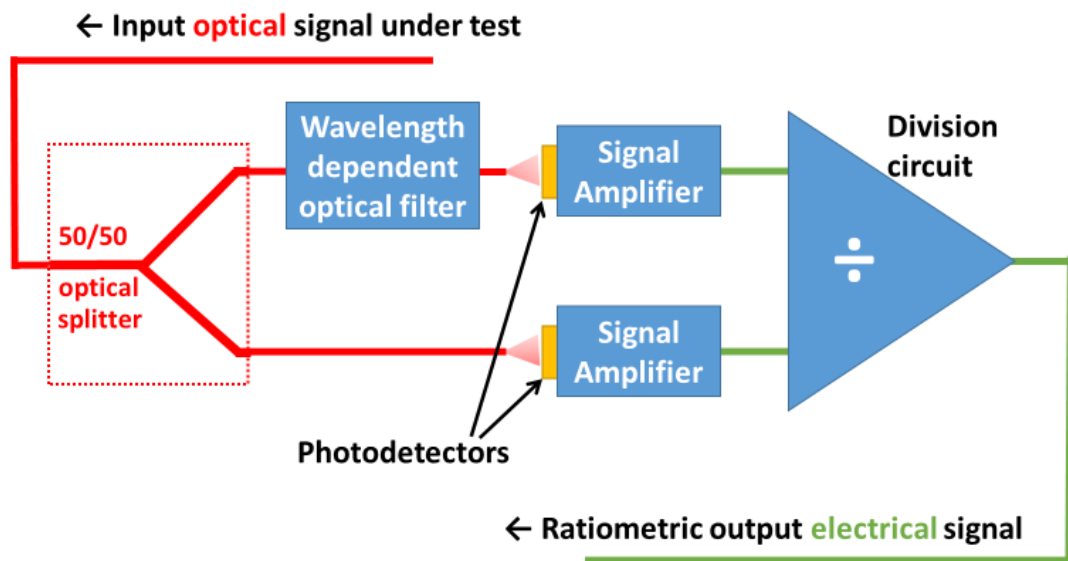 ← Input optical signal under test
Wavelength
dependent
optical filter
Signal
Amplifier
Division
circuit
50/50
optical
splitter
÷
Signal
Amplifier
Photodetectors
← Ratiometric output electrical signal